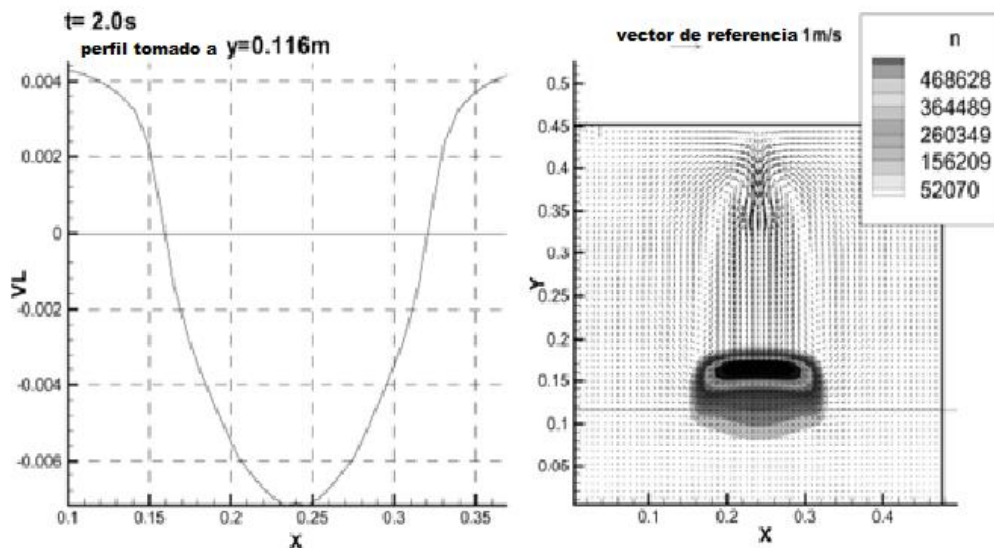 t= 2.0s
perfil tomado a y=0.116m
0.004
0.002
0
-0.002
-0.004
-0.006
VL
0.1 0.15 0.2 0.25 0.3 0.35
X
vector de referencia 1m/s
0.5
0.45
0.4
0.35
0.3
0.25
0.2
0.15
0.1
0.05
Y
0.1 0.2 0.3 0.4
X
n
468628
364489
260349
156209
52070